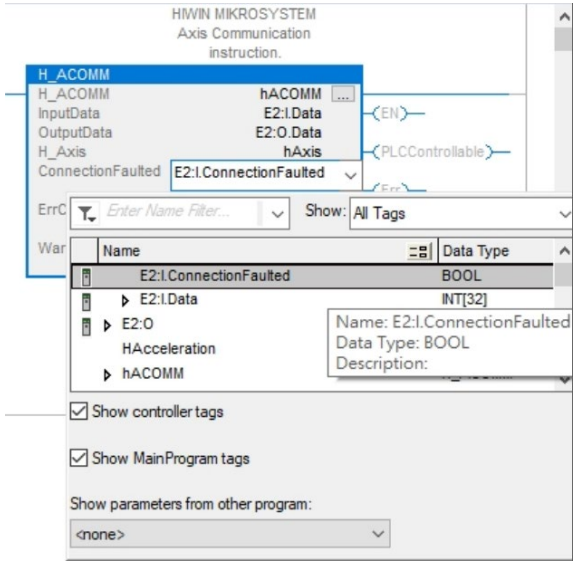 HIWIN MIKROSYSTEM
Axis Communication
instruction.
H_ACOMM
H_ACOMM hACOMM ...
InputData E2:I.Data (EN)
OutputData E2:O.Data
H_Axis hAxis (PLCControllable)
ConnectionFaulted E2:I.ConnectionFaulted
(Err)
ErrC Enter Name Filter... Show: All Tags
War Name Data Type
E2:I.ConnectionFaulted BOOL
E2:I.Data INT[32]
E2:O
Name: E2:I.ConnectionFaulted
HAcceleration Data Type: BOOL
Description:
hACOMM
Show controller tags
Show MainProgram tags
Show parameters from other program:
<none>